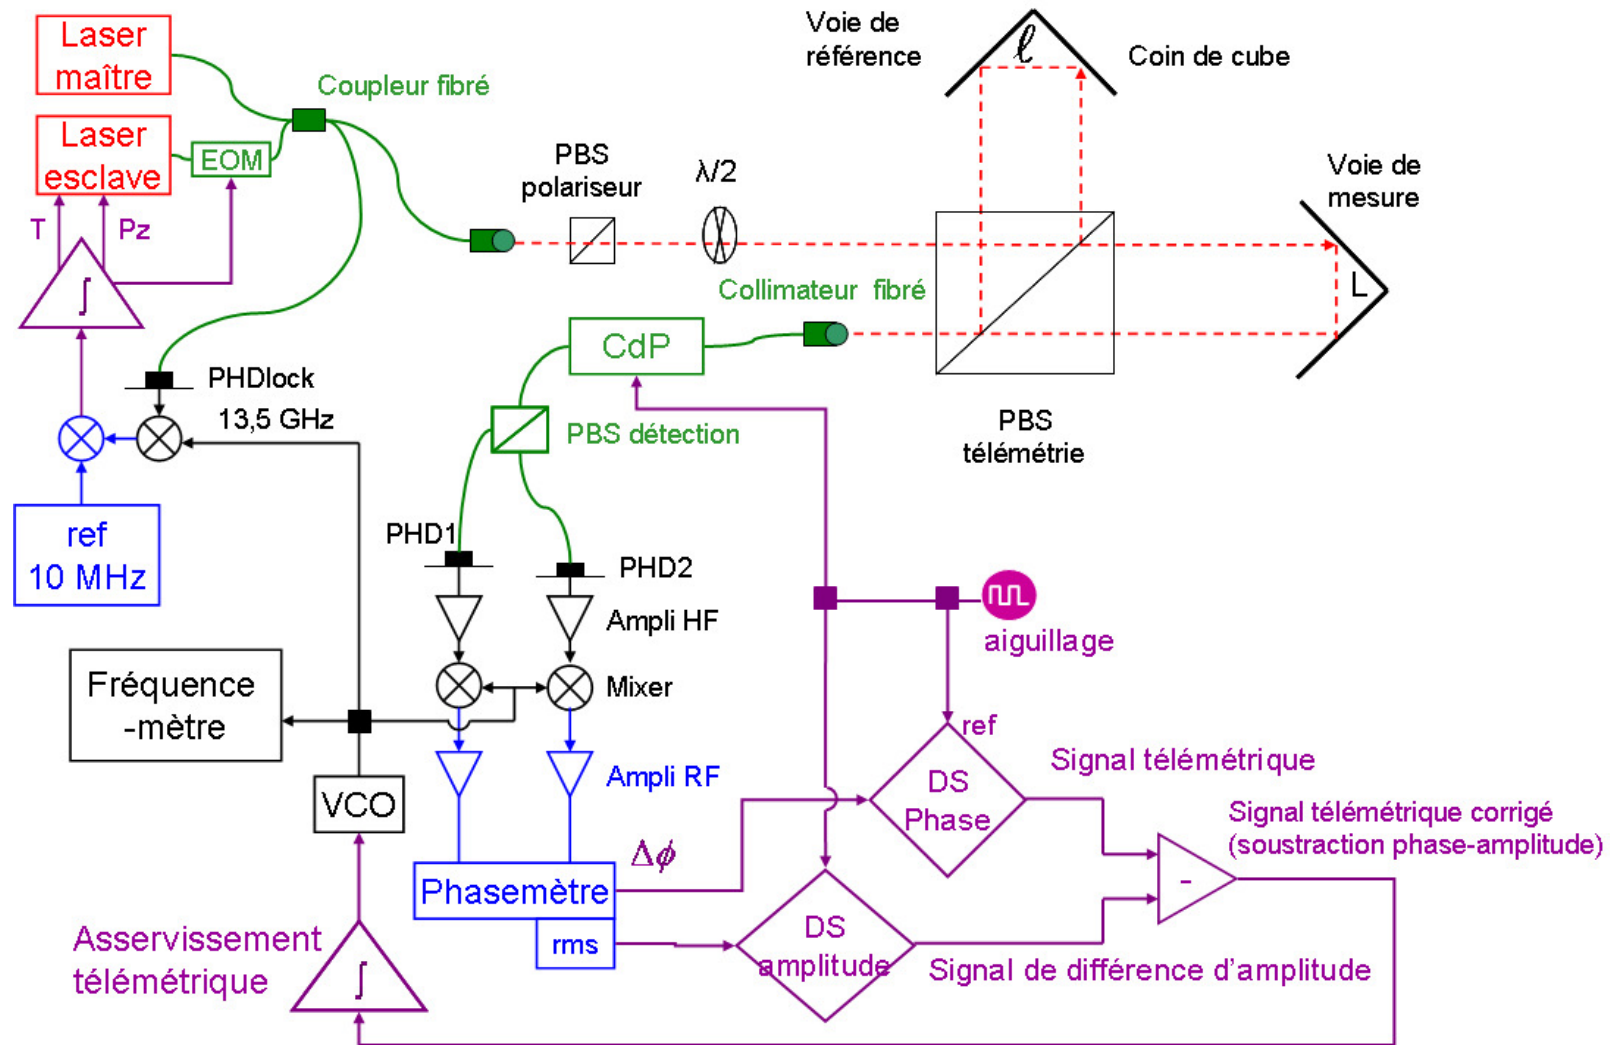 Laser
maître
Laser
esclave
EOM
T
Pz
∫
Coupleur fibré
PBS
polariseur
λ/2
Voie de
référence
ℓ
Coin de cube
Voie de
mesure
L
Collimateur fibré
CdP
PBS
télémétrie
PHDlock
13,5 GHz
PBS détection
ref
10 MHz
PHD1
PHD2
Ampli HF
Mixer
Ampli RF
Fréquence
-mètre
VCO
Phasemètre
rms
Δϕ
aiguillage
ref
DS
Phase
DS
amplitude
Signal télémétrique
Signal télémétrique corrigé
(soustraction phase-amplitude)
-
Signal de différence d'amplitude
Asservissement
télémétrique
∫